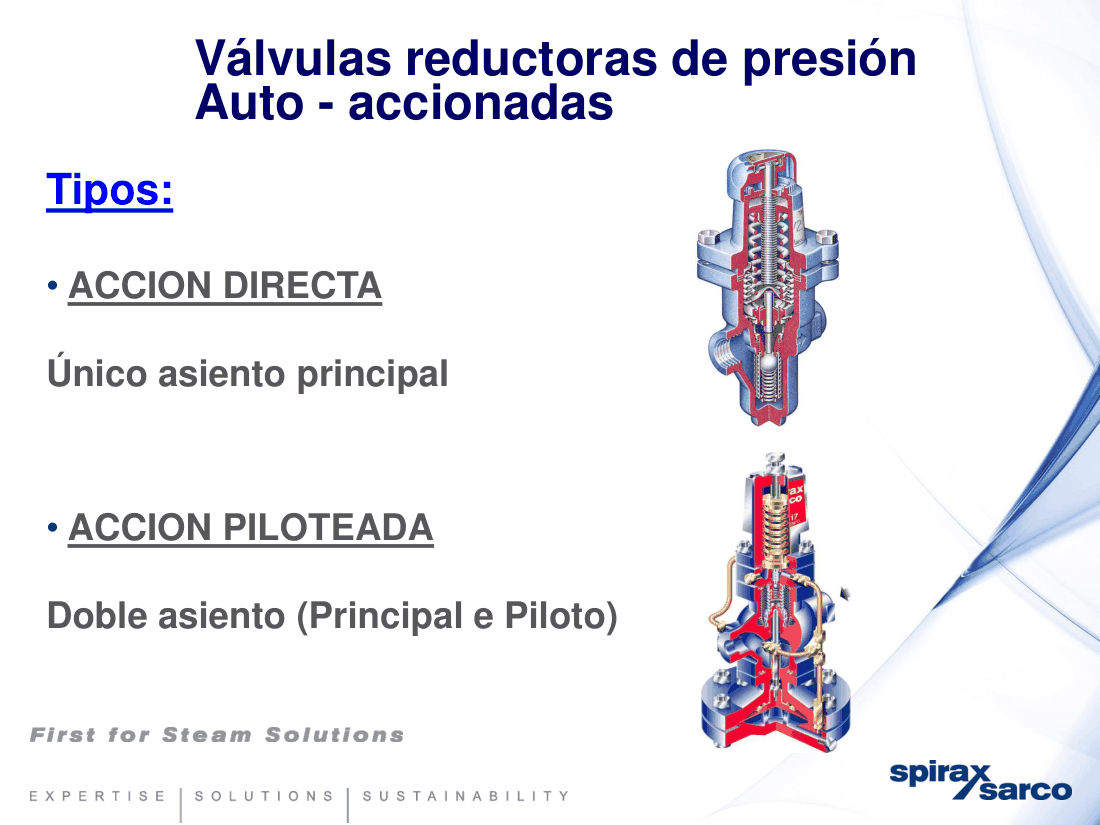 Válvulas reductoras de presión
Auto - accionadas
Tipos:
• ACCION DIRECTA
Único asiento principal
• ACCION PILOTEADA
Doble asiento (Principal e Piloto)
First for Steam Solutions
EXPERTISE | SOLUTIONS | SUSTAINABILITY
spirax
sarco